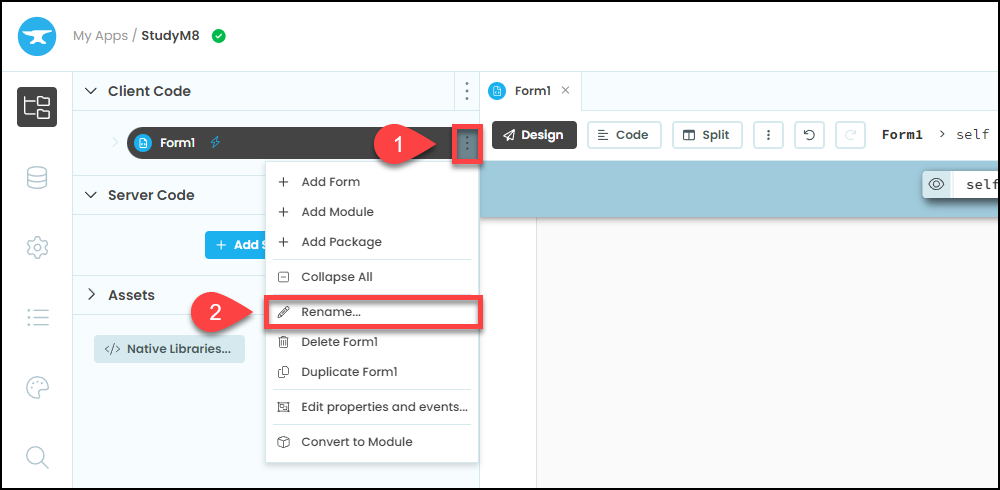 My Apps / StudyM8
Client Code
Form1
Form1
1
Design
Code
Split
Form1 > self
self
Add Form
Add Module
Add Package
Server Code
Add S
Collapse All
Assets
2
Rename...
Delete Form1
Native Libraries...
Duplicate Form1
Edit properties and events...
Convert to Module